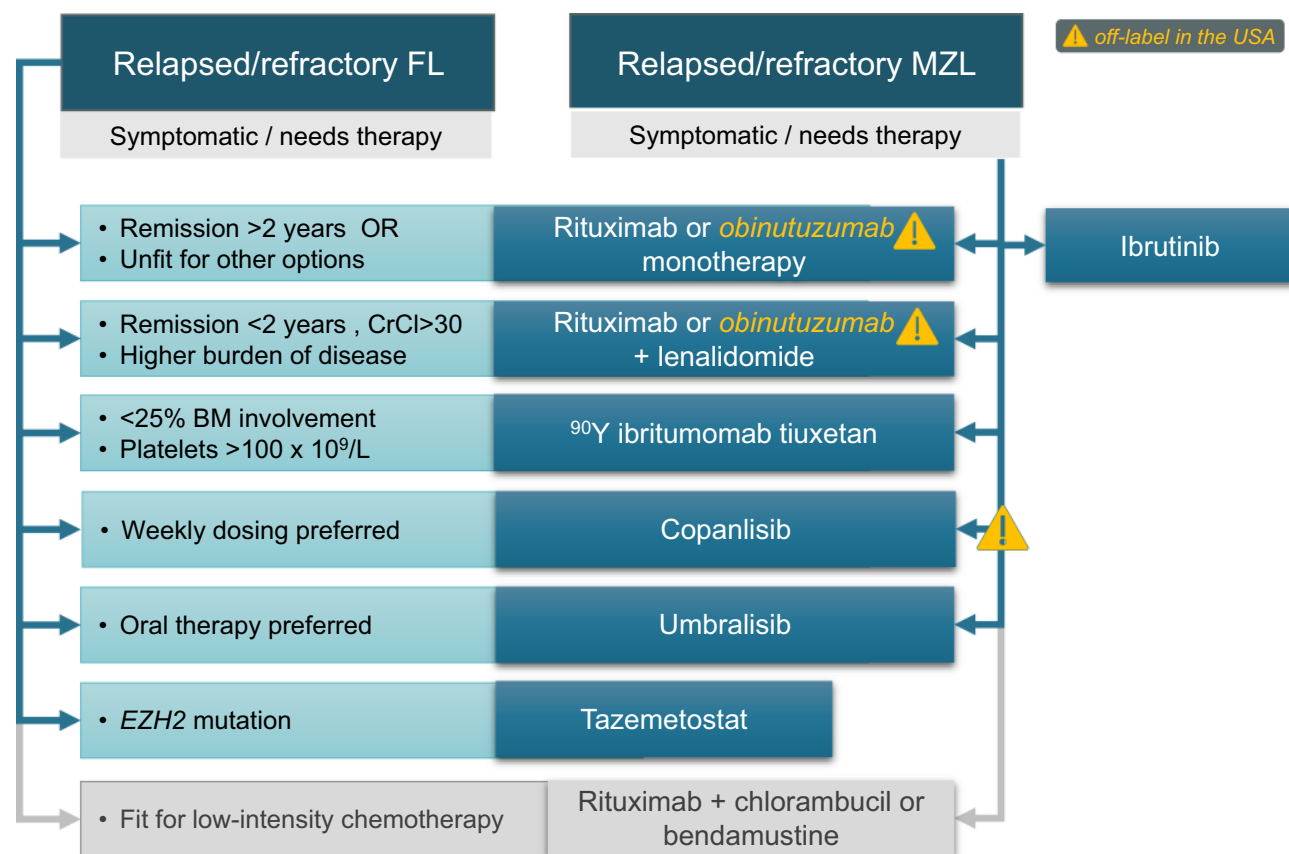 Relapsed/refractory FL
Relapsed/refractory MZL
off-label in the USA
Symptomatic / needs therapy
Symptomatic / needs therapy
• Remission >2 years OR
• Unfit for other options
Rituximab or obinutuzumab
monotherapy
Ibrutinib
• Remission <2 years , CrCl>30
• Higher burden of disease
Rituximab or obinutuzumab
+ lenalidomide
• <25% BM involvement
• Platelets >100 x 10⁹/L
⁹⁰Y ibritumomab tiuxetan
• Weekly dosing preferred
Copanlisib
• Oral therapy preferred
Umbralisib
• EZH2 mutation
Tazemetostat
• Fit for low-intensity chemotherapy
Rituximab + chlorambucil or
bendamustine